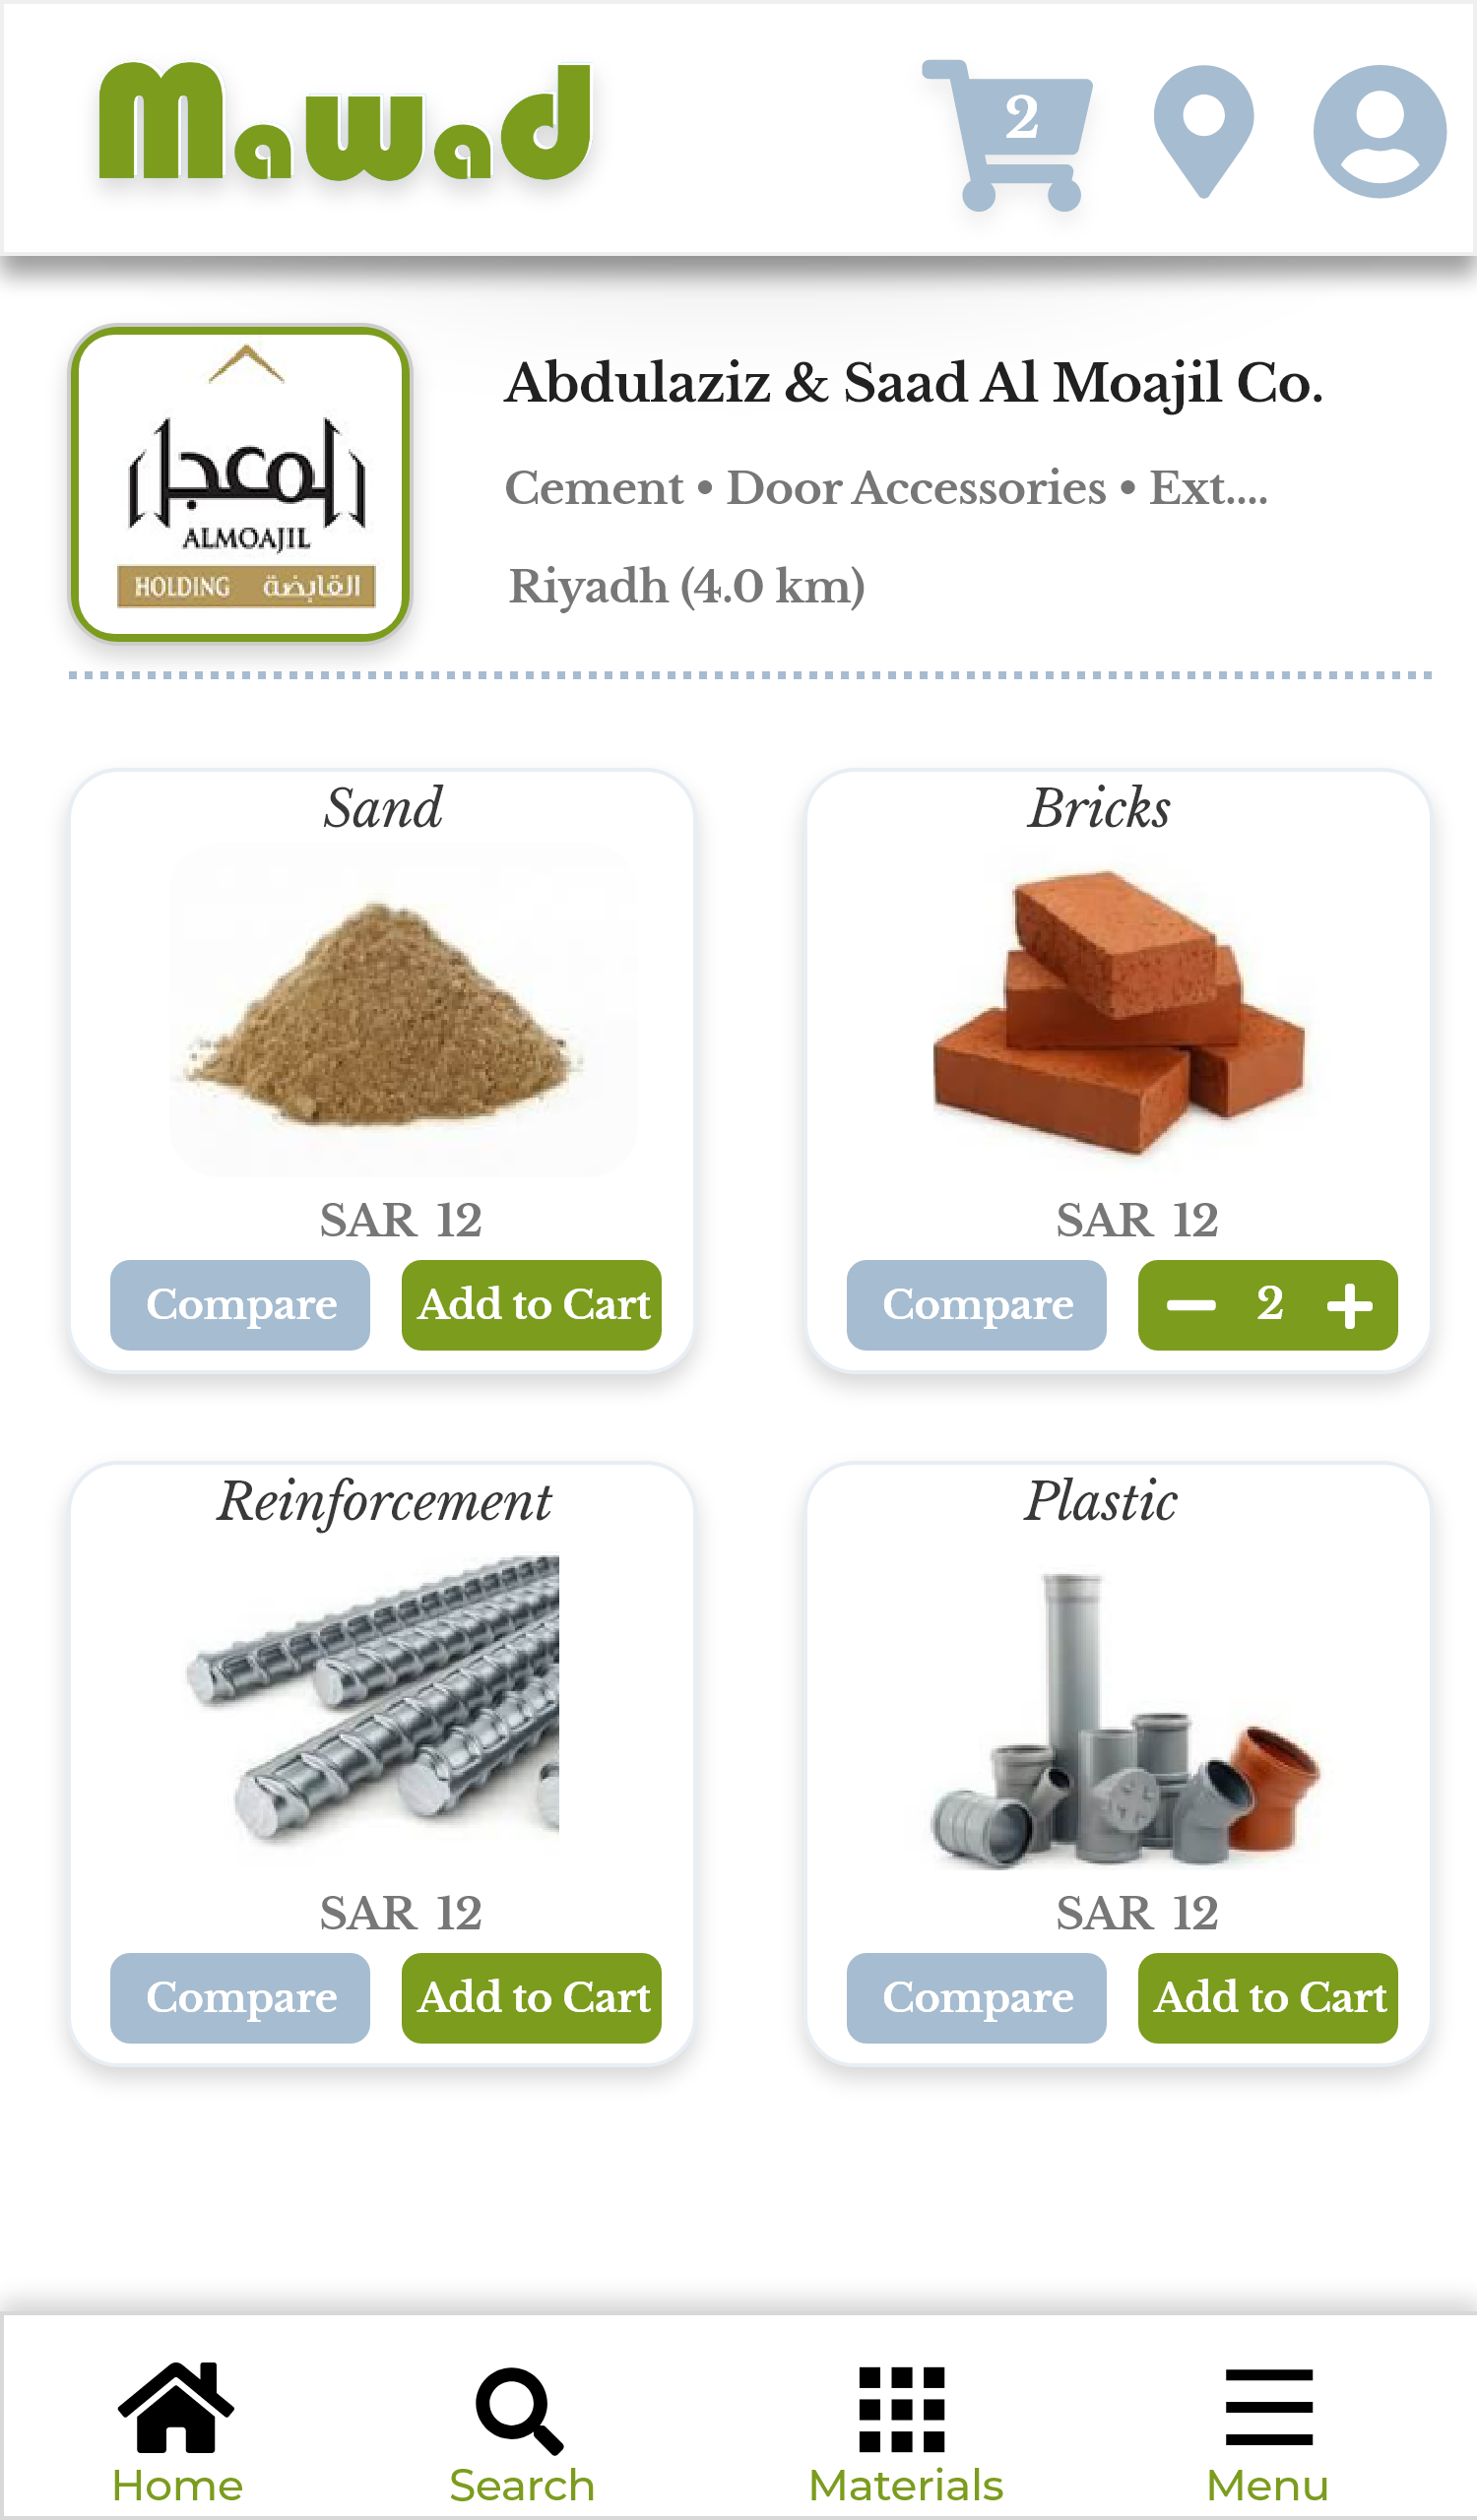 Mawad
2
المعجل
ALMOAJIL
HOLDING القابضة
Abdulaziz & Saad Al Moajil Co.
Cement • Door Accessories • Ext....
Riyadh (4.0 km)
Sand
SAR 12
Compare Add to Cart
Bricks
SAR 12
Compare 2
Reinforcement
SAR 12
Compare Add to Cart
Plastic
SAR 12
Compare Add to Cart
Home Search Materials Menu